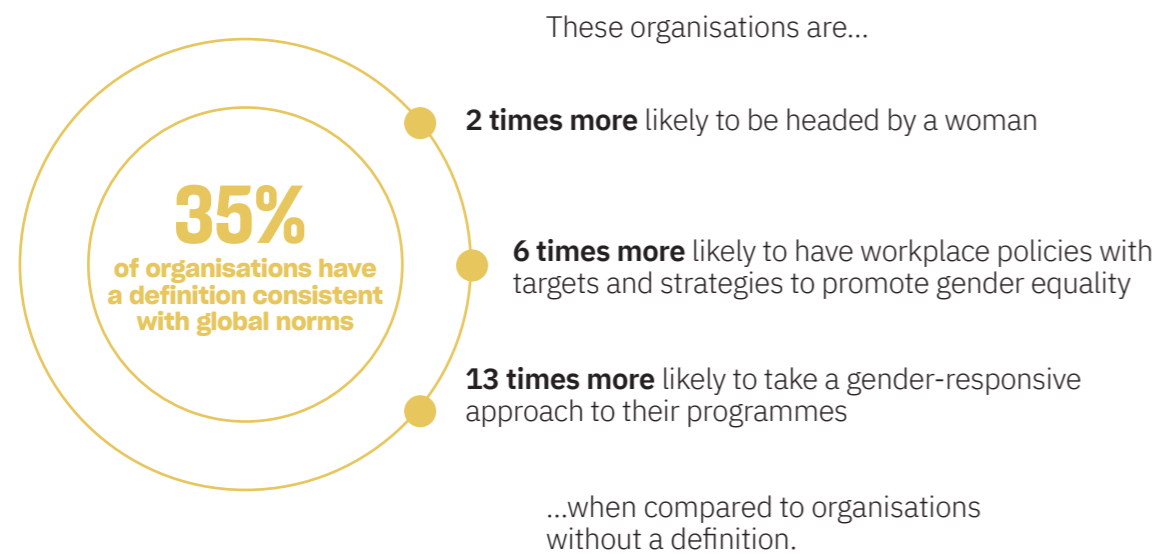 These organisations are...
2 times more likely to be headed by a woman
35%
of organisations have
a definition consistent
with global norms
6 times more likely to have workplace policies with
targets and strategies to promote gender equality
13 times more likely to take a gender-responsive
approach to their programmes
...when compared to organisations
without a definition.